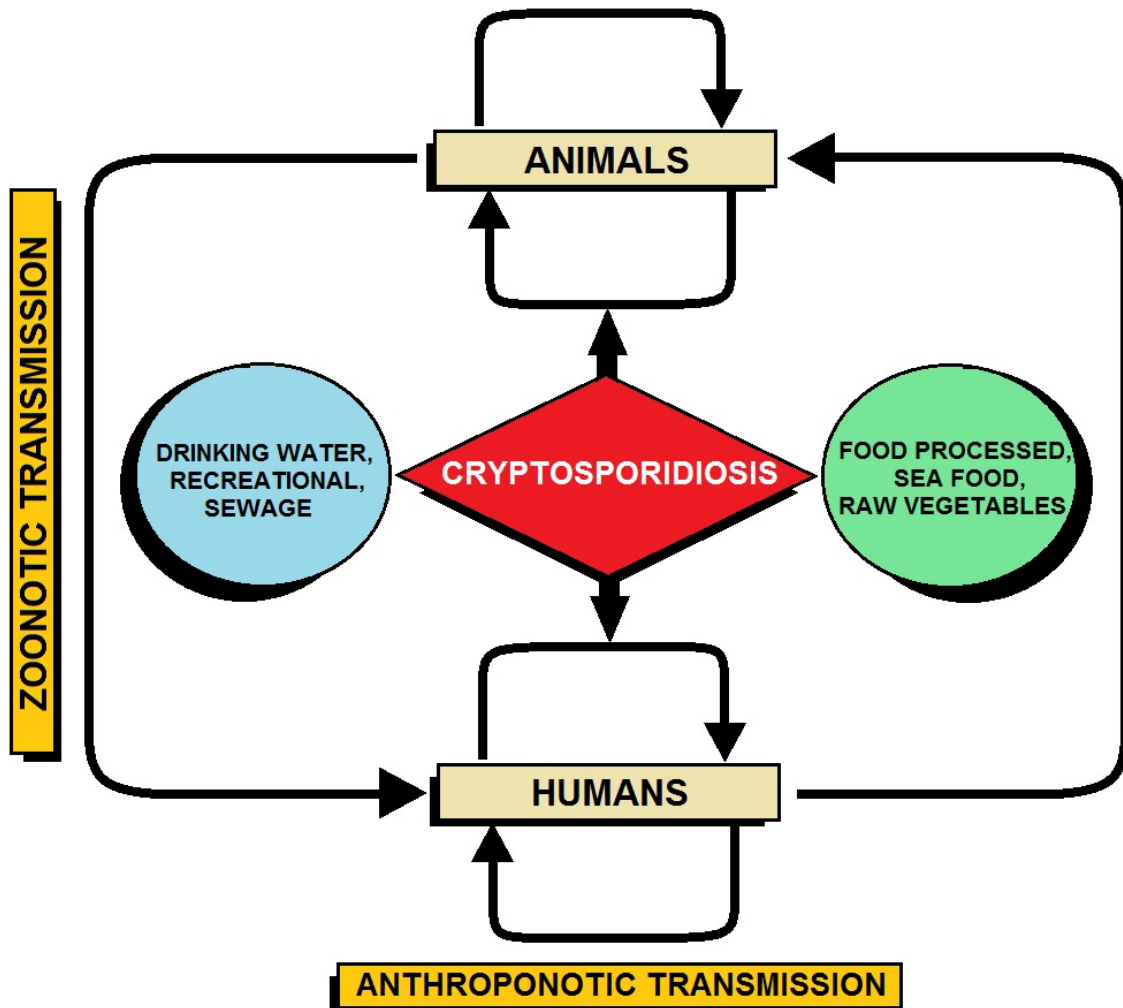 ANIMALS
ZOONOTIC TRANSMISSION
DRINKING WATER,
RECREATIONAL,
SEWAGE
CRYPTOSPORIDIOSIS
FOOD PROCESSED,
SEA FOOD,
RAW VEGETABLES
HUMANS
ANTHROPONOTIC TRANSMISSION